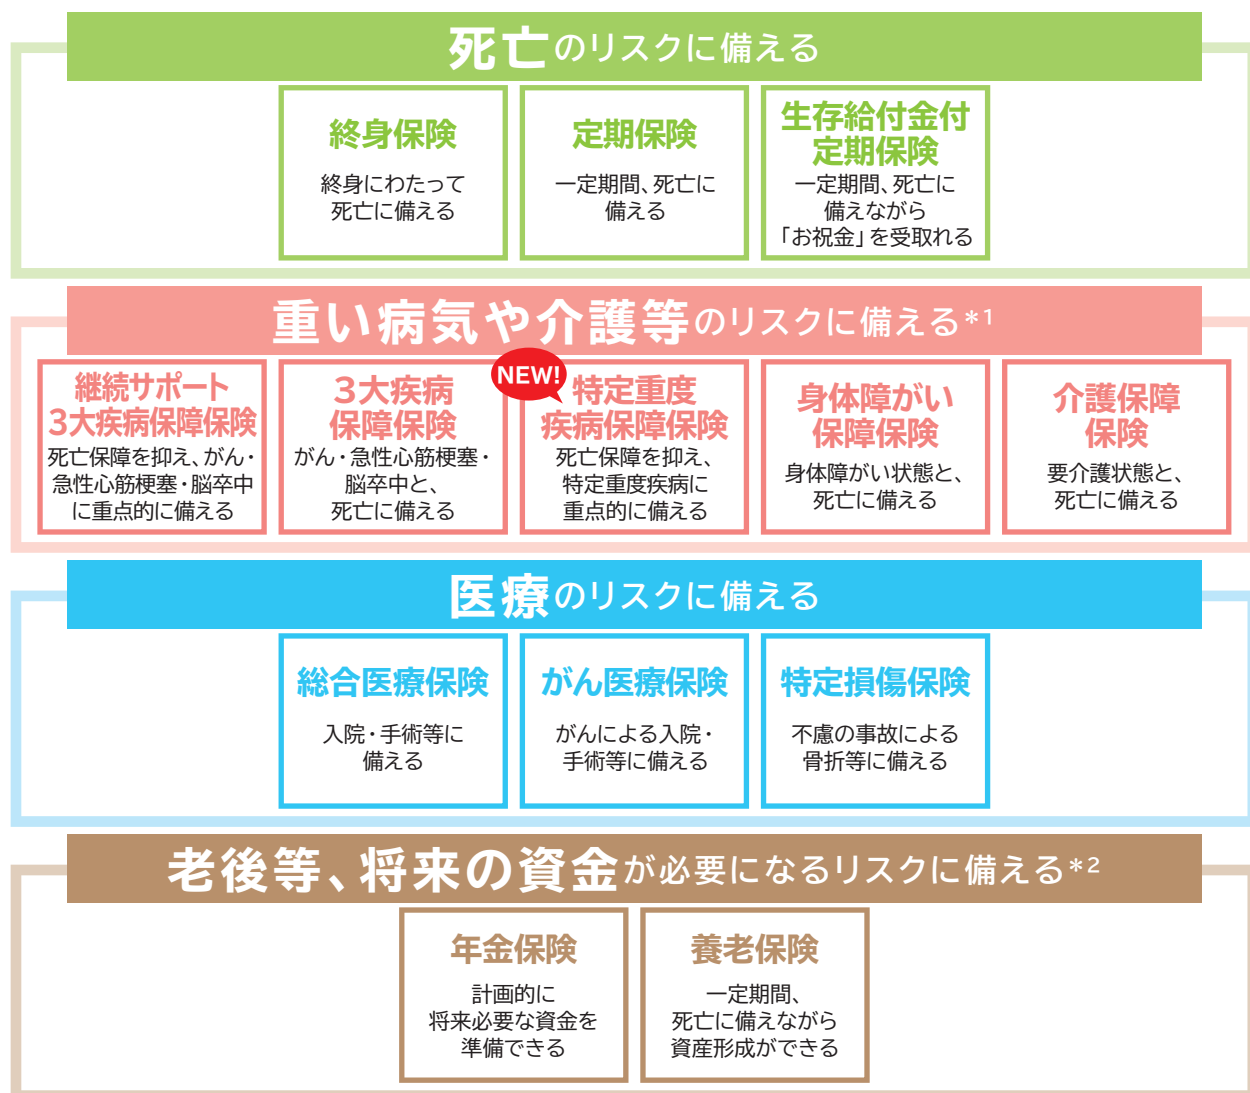 死亡のリスクに備える
終身保険
終身にわたって
死亡に備える
定期保険
一定期間、死亡に
備える
生存給付金付
定期保険
一定期間、死亡に
備えながら
「お祝金」を受取れる
重い病気や介護等のリスクに備える*1
継続サポート
3大疾病保障保険
死亡保障を抑え、がん・
急性心筋梗塞・脳卒中
に重点的に備える
3大疾病
保障保険
がん・急性心筋梗塞・
脳卒中と、
死亡に備える
NEW!
特定重度
疾病保障保険
死亡保障を抑え、
特定重度疾病に
重点的に備える
身体障がい
保障保険
身体障がい状態と、
死亡に備える
介護保障
保険
要介護状態と、
死亡に備える
医療のリスクに備える
総合医療保険
入院・手術等に
備える
がん医療保険
がんによる入院・
手術等に備える
特定損傷保険
不慮の事故による
骨折等に備える
老後等、将来の資金が必要になるリスクに備える*2
年金保険
計画的に
将来必要な資金を
準備できる
養老保険
一定期間、
死亡に備えながら
資産形成ができる